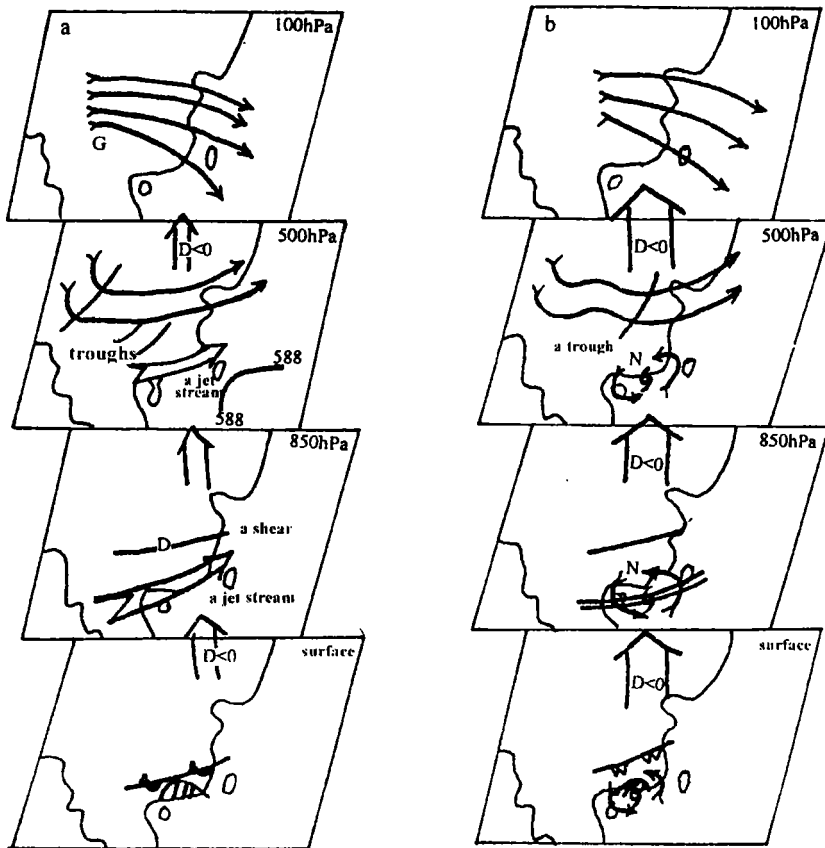 a
100hPa
G
D<0
500hPa
troughs
a jet
stream
588
588
850hPa
D
a shear
a jet stream
D<0
surface
b
100hPa
D<0
500hPa
a trough
N
D<0
850hPa
N
D<0
surface